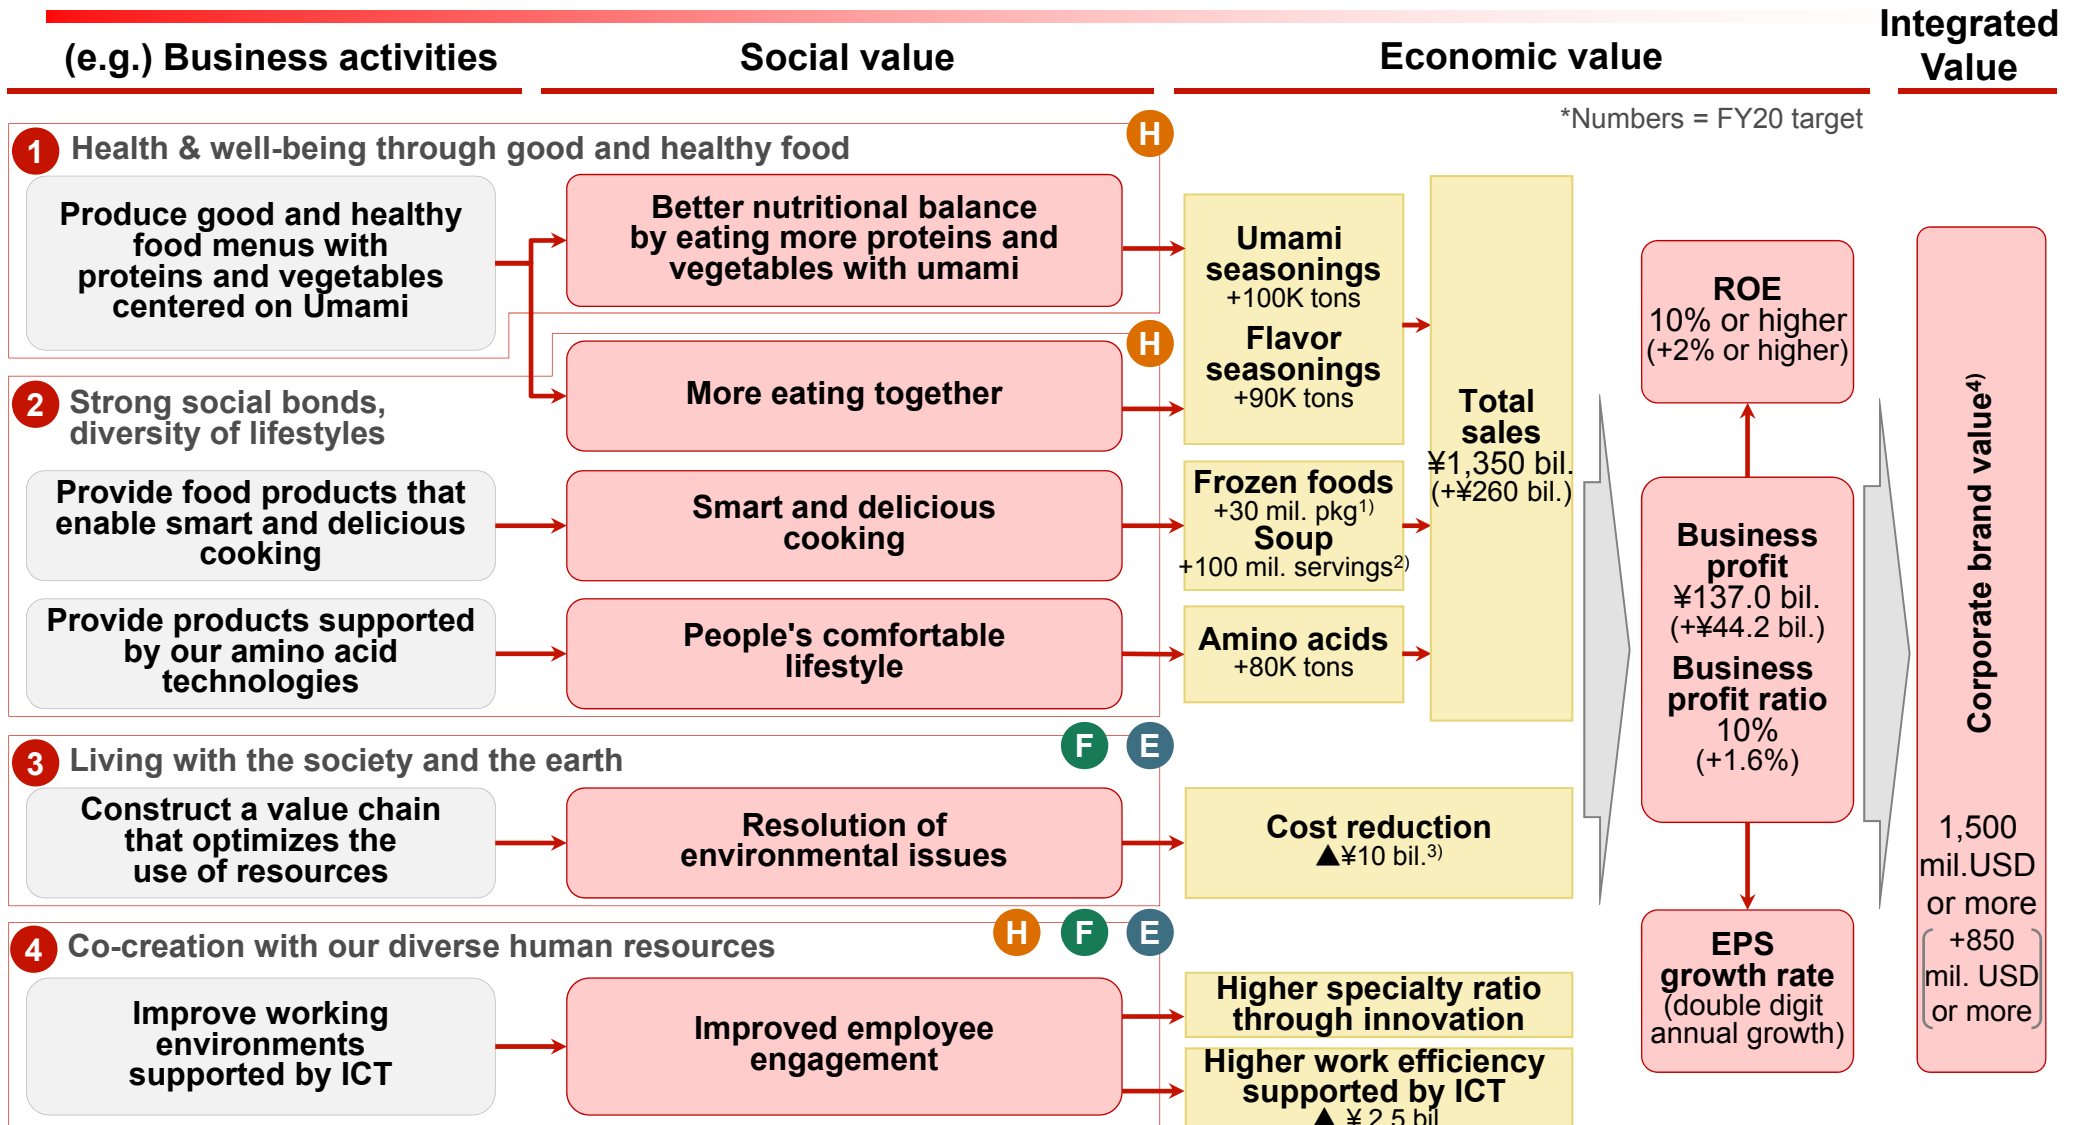 (e.g.) Business activities
Social value
Economic value
Integrated
Value
*Numbers = FY20 target
1
Health & well-being through good and healthy food
H
Produce good and healthy
food menus with
proteins and vegetables
centered on Umami
Better nutritional balance
by eating more proteins and
vegetables with umami
H
More eating together
2
Strong social bonds,
diversity of lifestyles
Provide food products that
enable smart and delicious
cooking
Smart and delicious
cooking
Provide products supported
by our amino acid
technologies
People's comfortable
lifestyle
Umami
seasonings
+100K tons
Flavor
seasonings
+90K tons
Frozen foods
+30 mil. pkg1)
Soup
+100 mil. servings2)
Amino acids
+80K tons
Total
sales
¥1,350 bil.
(+¥260 bil.)
3
Living with the society and the earth
F
E
Construct a value chain
that optimizes the
use of resources
Resolution of
environmental issues
Cost reduction
▲¥10 bil.3)
4
Co-creation with our diverse human resources
H
F
E
Improve working
environments
supported by ICT
Improved employee
engagement
Higher specialty ratio
through innovation
Higher work efficiency
supported by ICT
▲ ¥ 2.5 bil
ROE
10% or higher
(+2% or higher)
Business
profit
¥137.0 bil.
(+¥44.2 bil.)
Business
profit ratio
10%
(+1.6%)
EPS
growth rate
(double digit
annual growth)
Corporate brand value4)
1,500
mil.USD
or more
+850
mil. USD
or more